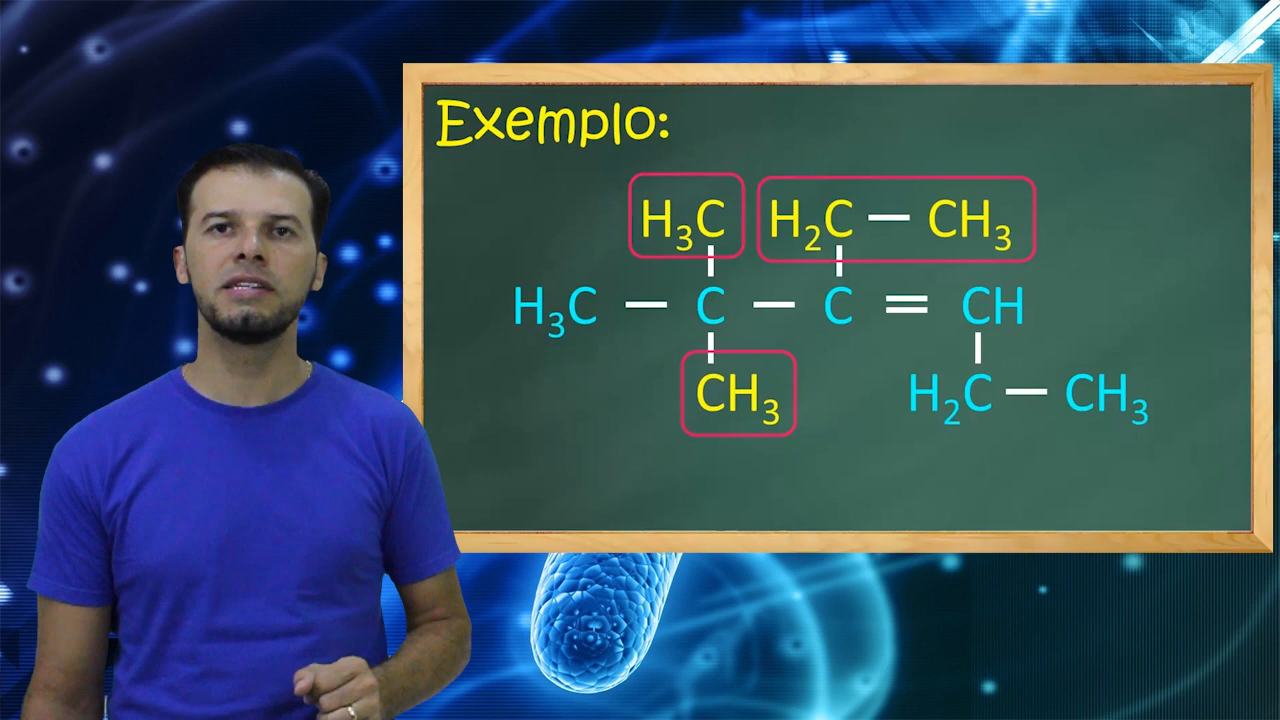 Exemplo:
H₃C H₂C — CH₃
H₃C — C — C = CH
CH₃ H₂C — CH₃